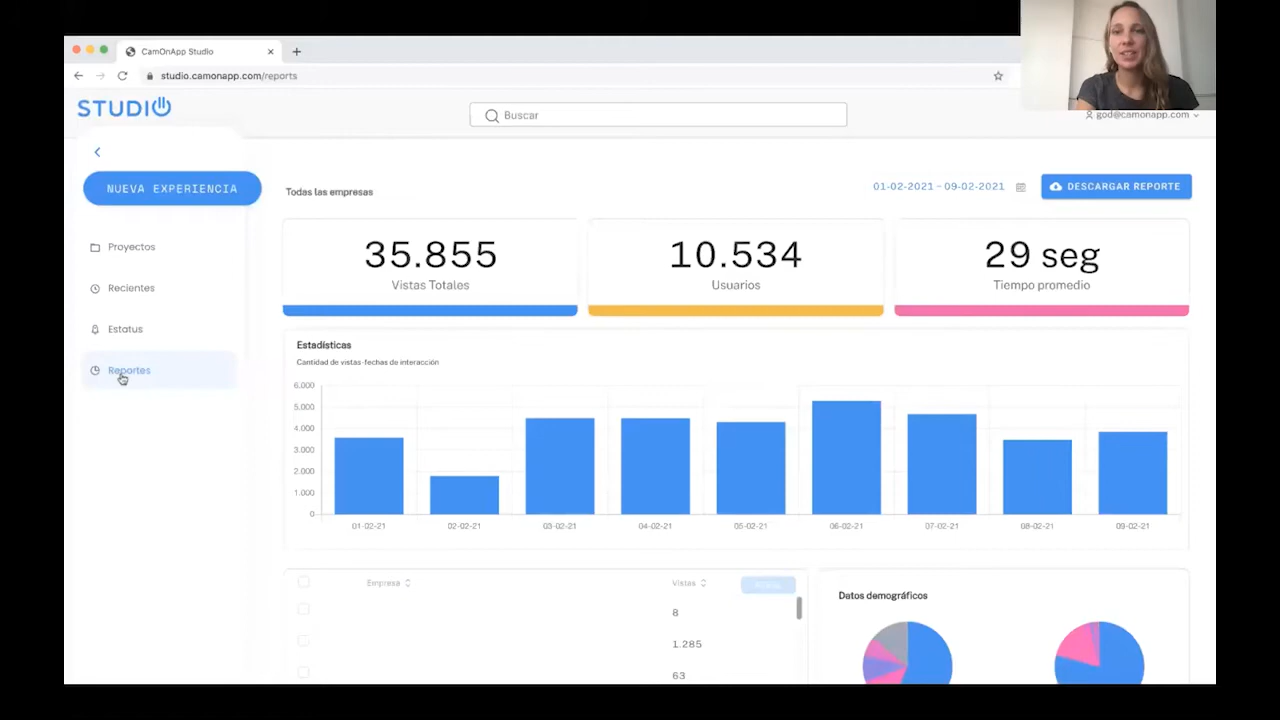 CamOnApp Studio
studio.camonapp.com/reports
STUDIO
Buscar
god@camonapp.com
NUEVA EXPERIENCIA
Todas las empresas
01-02-2021 - 09-02-2021
DESCARGAR REPORTE
Proyectos
Recientes
Estatus
Reportes
35.855
Vistas Totales
10.534
Usuarios
29 seg
Tiempo promedio
Estadísticas
Cantidad de vistas-fechas de interacción
6.000
5.000
4.000
3.000
2.000
1.000
0
01-02-21 02-02-21 03-02-21 04-02-21 05-02-21 06-02-21 07-02-21 08-02-21 09-02-21
Empresa Vistas
8
1.285
63
Datos demográficos